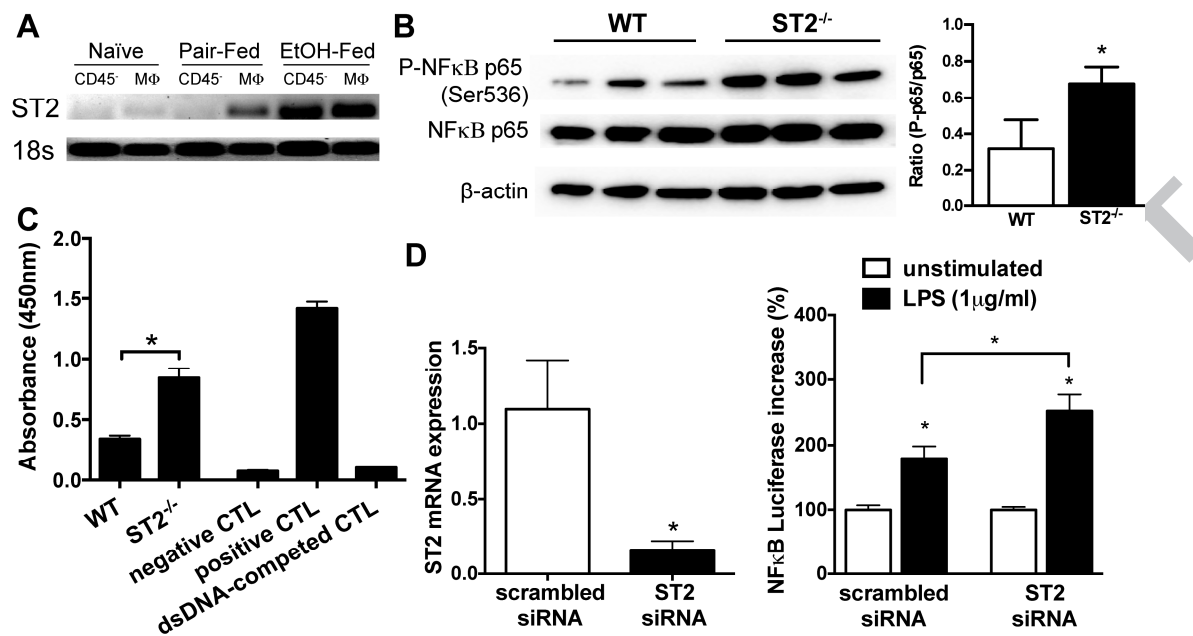 A
Naïve Pair-Fed EtOH-Fed
CD45⁻ MΦ CD45⁻ MΦ CD45⁻ MΦ
ST2
18s
B
WT ST2⁻/⁻
P-NFκB p65
(Ser536)
NFκB p65
β-actin
Ratio (P-p65/p65)
1.0
0.8
0.6
0.4
0.2
0.0
*
WT ST2⁻/⁻
C
Absorbance (450nm)
2.0
1.5
1.0
0.5
0.0
*
WT
ST2⁻/⁻
negative CTL
positive CTL
dsDNA-competed CTL
D
ST2 mRNA expression
1.5
1.0
0.5
0.0
*
scrambled
siRNA
ST2
siRNA
unstimulated
LPS (1μg/ml)
NFκB Luciferase increase (%)
400
300
200
100
0
*
*
*
scrambled
siRNA
ST2
siRNA